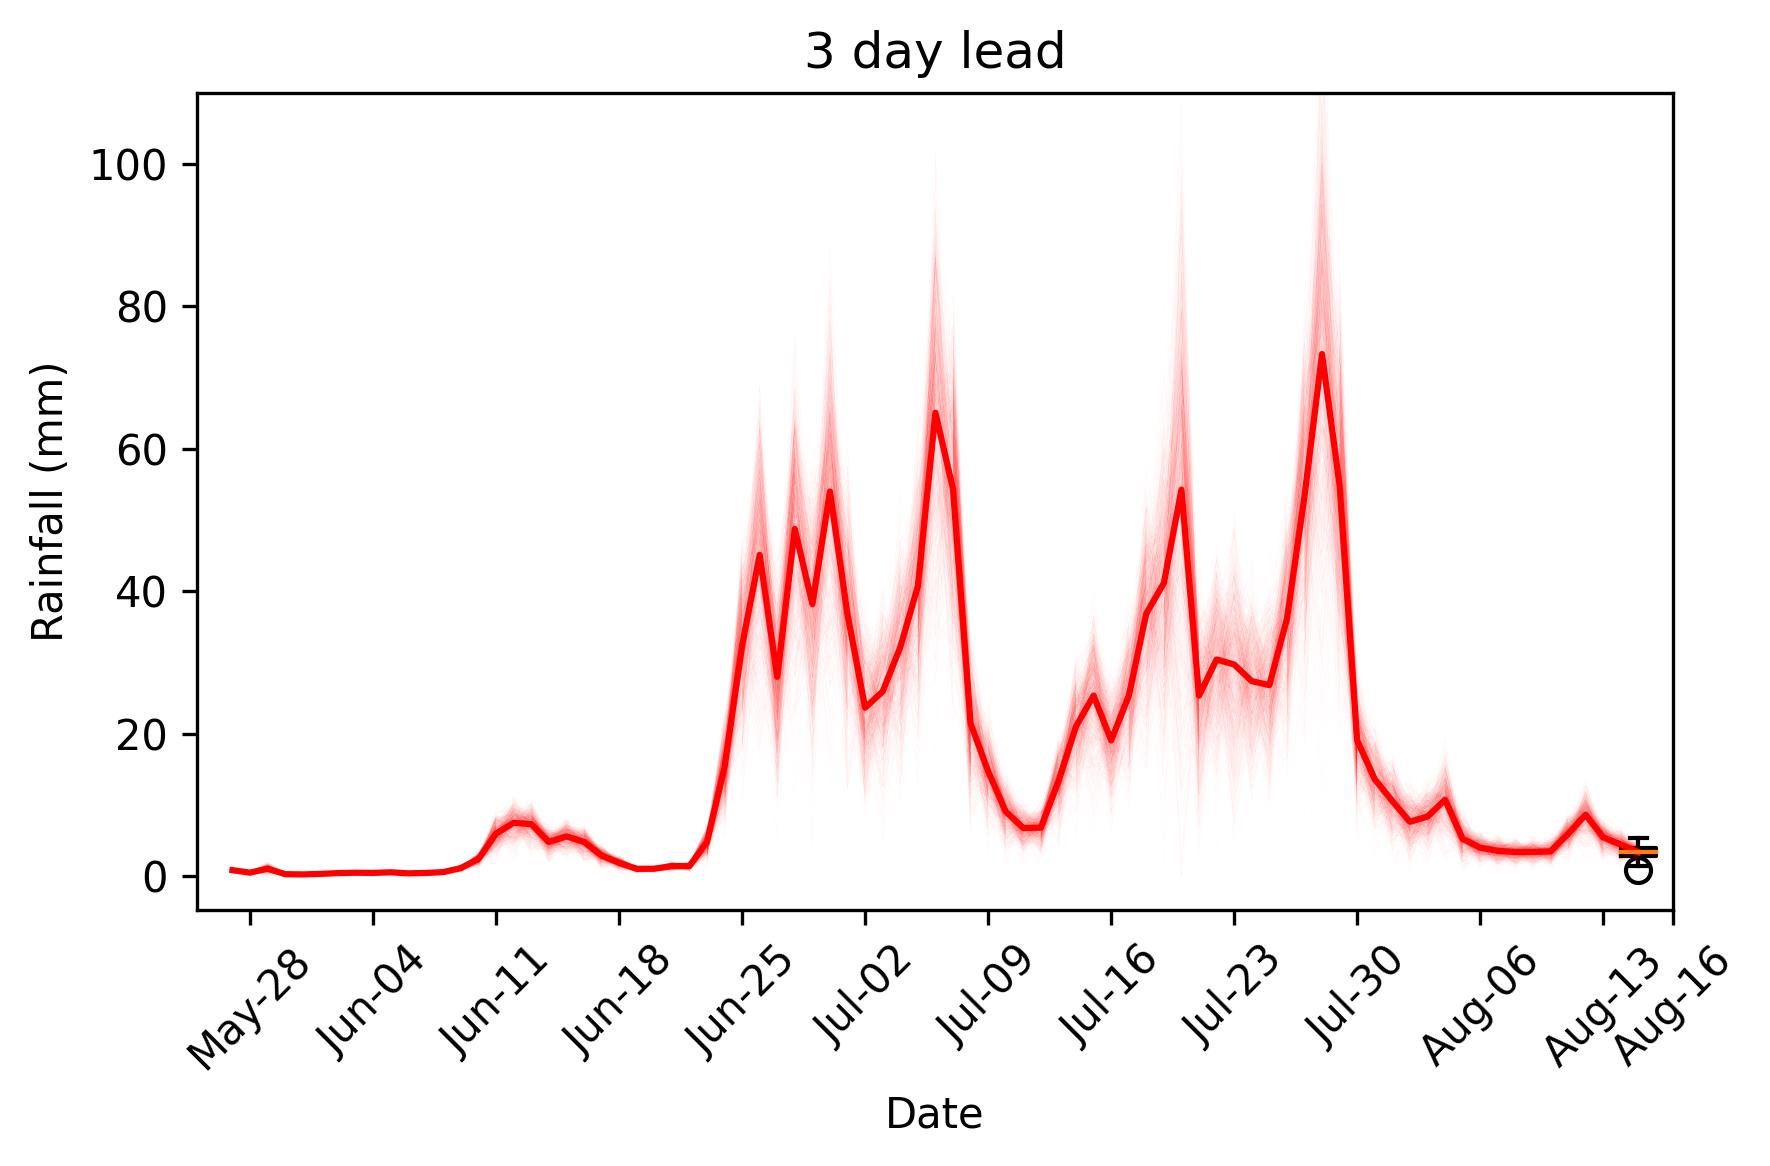 3 day lead
100
80
60
40
20
0
Rainfall (mm)
May-28
Jun-04
Jun-11
Jun-18
Jun-25
Jul-02
Jul-09
Jul-16
Jul-23
Jul-30
Aug-06
Aug-13
Aug-16
Date